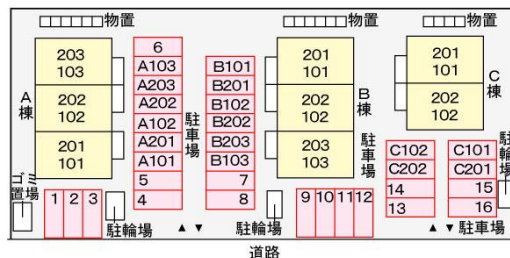 物置
物置
物置
A棟
203
103
202
102
201
101
6
A103
A203
A202
A102
A201
A101
5
4
駐車場
B101
B201
B102
B202
B203
B103
7
8
201
101
202
102
203
103
B棟
駐車場
201
101
202
102
C棟
C102
C202
14
13
C101
C201
15
16
駐輪場
ゴミ置場
1 2 3
駐輪場
▲ ▼
駐輪場
9 10 11 12
▲ ▼ 駐車場
道路